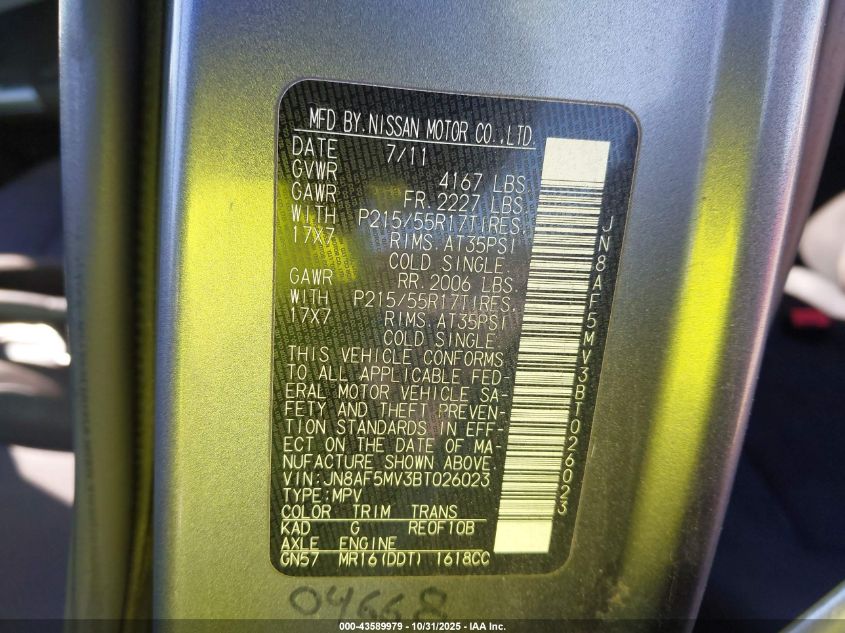 MFD BY.NISSAN MOTOR CO.,LTD.
DATE 7/11
GVWR 4167 LBS.
GAWR FR.2227 LBS.
WITH P215/55R17TIRES.
17X7 RIMS.AT35PSI
COLD SINGLE.
GAWR RR.2006 LBS.
WITH P215/55R17TIRES.
17X7 RIMS.AT35PSI
COLD SINGLE.
THIS VEHICLE CONFORMS
TO ALL APPLICABLE FED-
ERAL MOTOR VEHICLE SA-
FETY AND THEFT PREVEN-
TION STANDARDS IN EFF-
ECT ON THE DATE OF MA-
NUFACTURE SHOWN ABOVE.
VIN:JN8AF5MV3BT026023
TYPE:MPV
COLOR TRIM TRANS
KAD G RE0F10B
AXLE ENGINE
GN57 MR16(DDT) 1618CC
JN8AF5MV3BT026023
04668
000-43589979 - 10/31/2025 - IAA Inc.